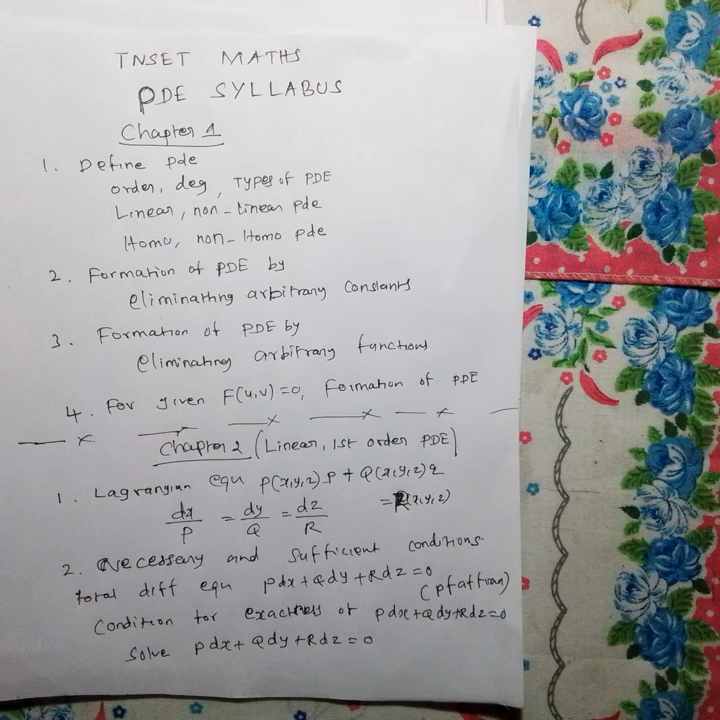 TNSET MATHS
PDE SYLLABUS
Chapter 1
1. Define pde
order, deg, Types of PDE
Linear, non-linear pde
Homo, non-Homo pde
2. Formation of PDE by
eliminating arbitrary constants
3. Formation of PDE by
eliminating arbitrary functions
4. For given F(u,v)=0, Formation of PDE
Chapter 2 (Linear, 1st order PDE)
1. Lagrangian equ P(x,y,z)p + Q(x,y,z)q
=R(x,y,z)
dx/P = dy/Q = dz/R
2. Necessary and sufficient conditions.
total diff equ Pdx+Qdy+Rdz=0
(pfaffian)
Condition for exactness of Pdx+Qdy+Rdz=0
Solve Pdx+Qdy+Rdz=0